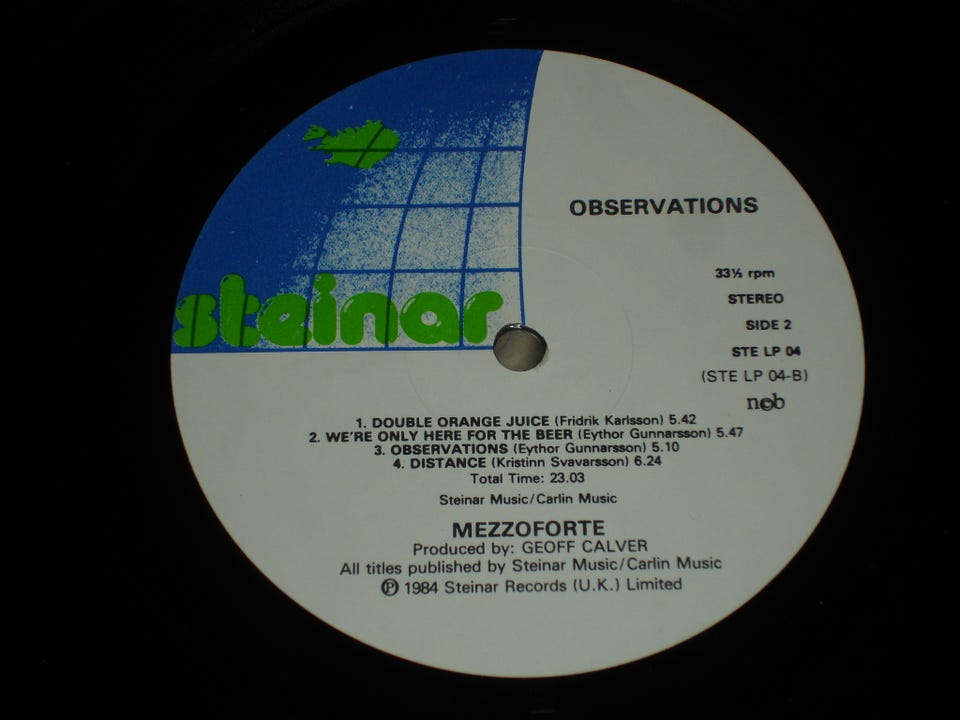 steinar
OBSERVATIONS
33⅓ rpm
STEREO
SIDE 2
STE LP 04
(STE LP 04-B)
ncb
1. DOUBLE ORANGE JUICE (Fridrik Karlsson) 5.42
2. WE'RE ONLY HERE FOR THE BEER (Eythor Gunnarsson) 5.47
3. OBSERVATIONS (Eythor Gunnarsson) 5.10
4. DISTANCE (Kristinn Svavarsson) 6.24
Total Time: 23.03
Steinar Music/Carlin Music
MEZZOFORTE
Produced by: GEOFF CALVER
All titles published by Steinar Music/Carlin Music
℗ 1984 Steinar Records (U.K.) Limited